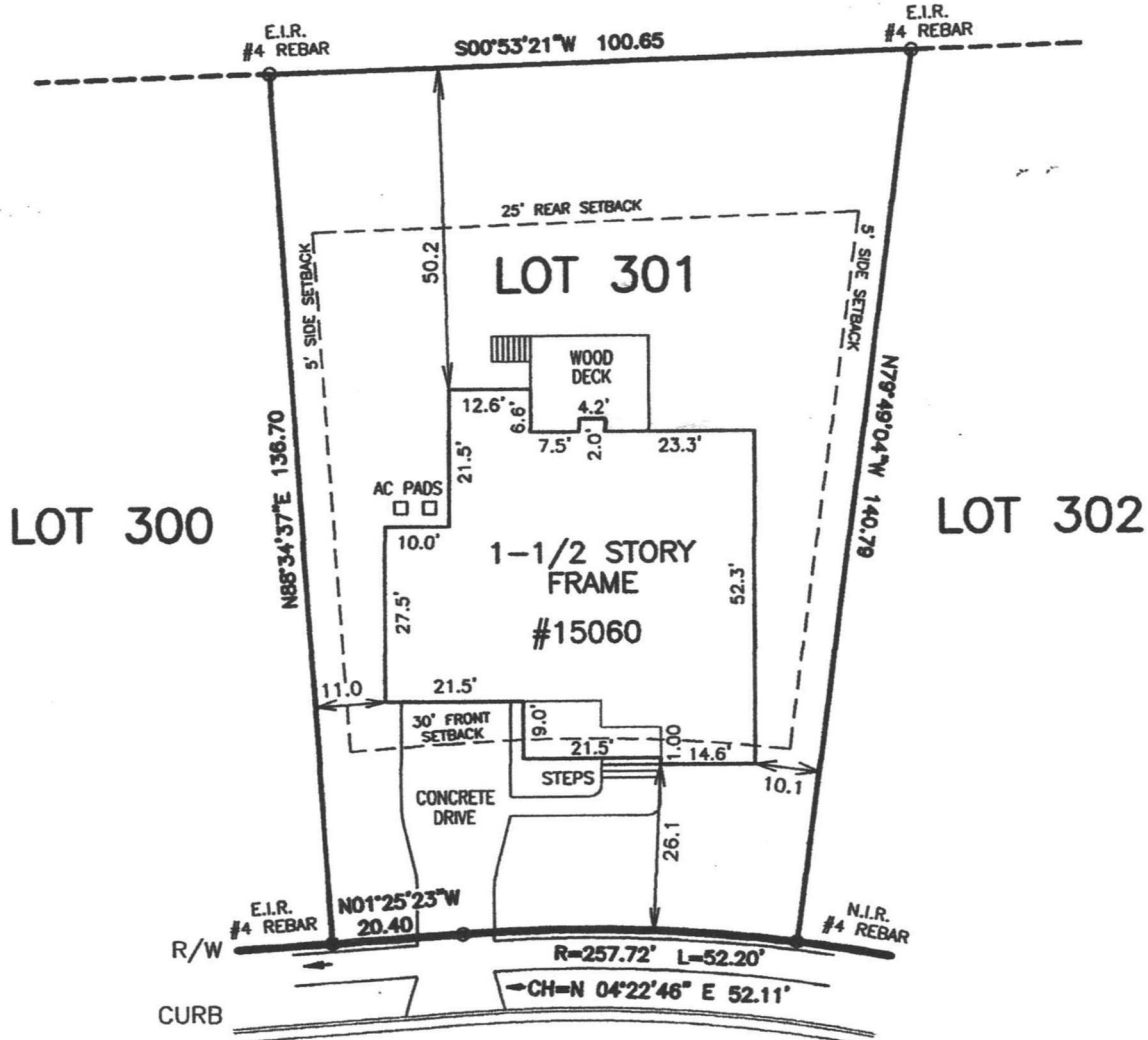 E.I.R.
#4 REBAR
S00°53'21"W 100.65
E.I.R.
#4 REBAR
25' REAR SETBACK
5' SIDE SETBACK
5' SIDE SETBACK
50.2
LOT 301
WOOD
DECK
12.6'
6.6'
4.2'
7.5'
2.0'
23.3'
21.5'
N88°34'37"E 136.70
N79°49'04"W 140.79
AC PADS
LOT 300
LOT 302
10.0'
1-1/2 STORY
FRAME
#15060
52.3'
27.5'
11.0
21.5'
30' FRONT
SETBACK
9.0'
21.5'
1.00
14.6'
STEPS
10.1
CONCRETE
DRIVE
26.1
E.I.R.
#4 REBAR
N01°25'23"W
20.40
N.I.R.
#4 REBAR
R/W
R=257.72' L=52.20'
CH=N 04°22'46" E 52.11'
CURB